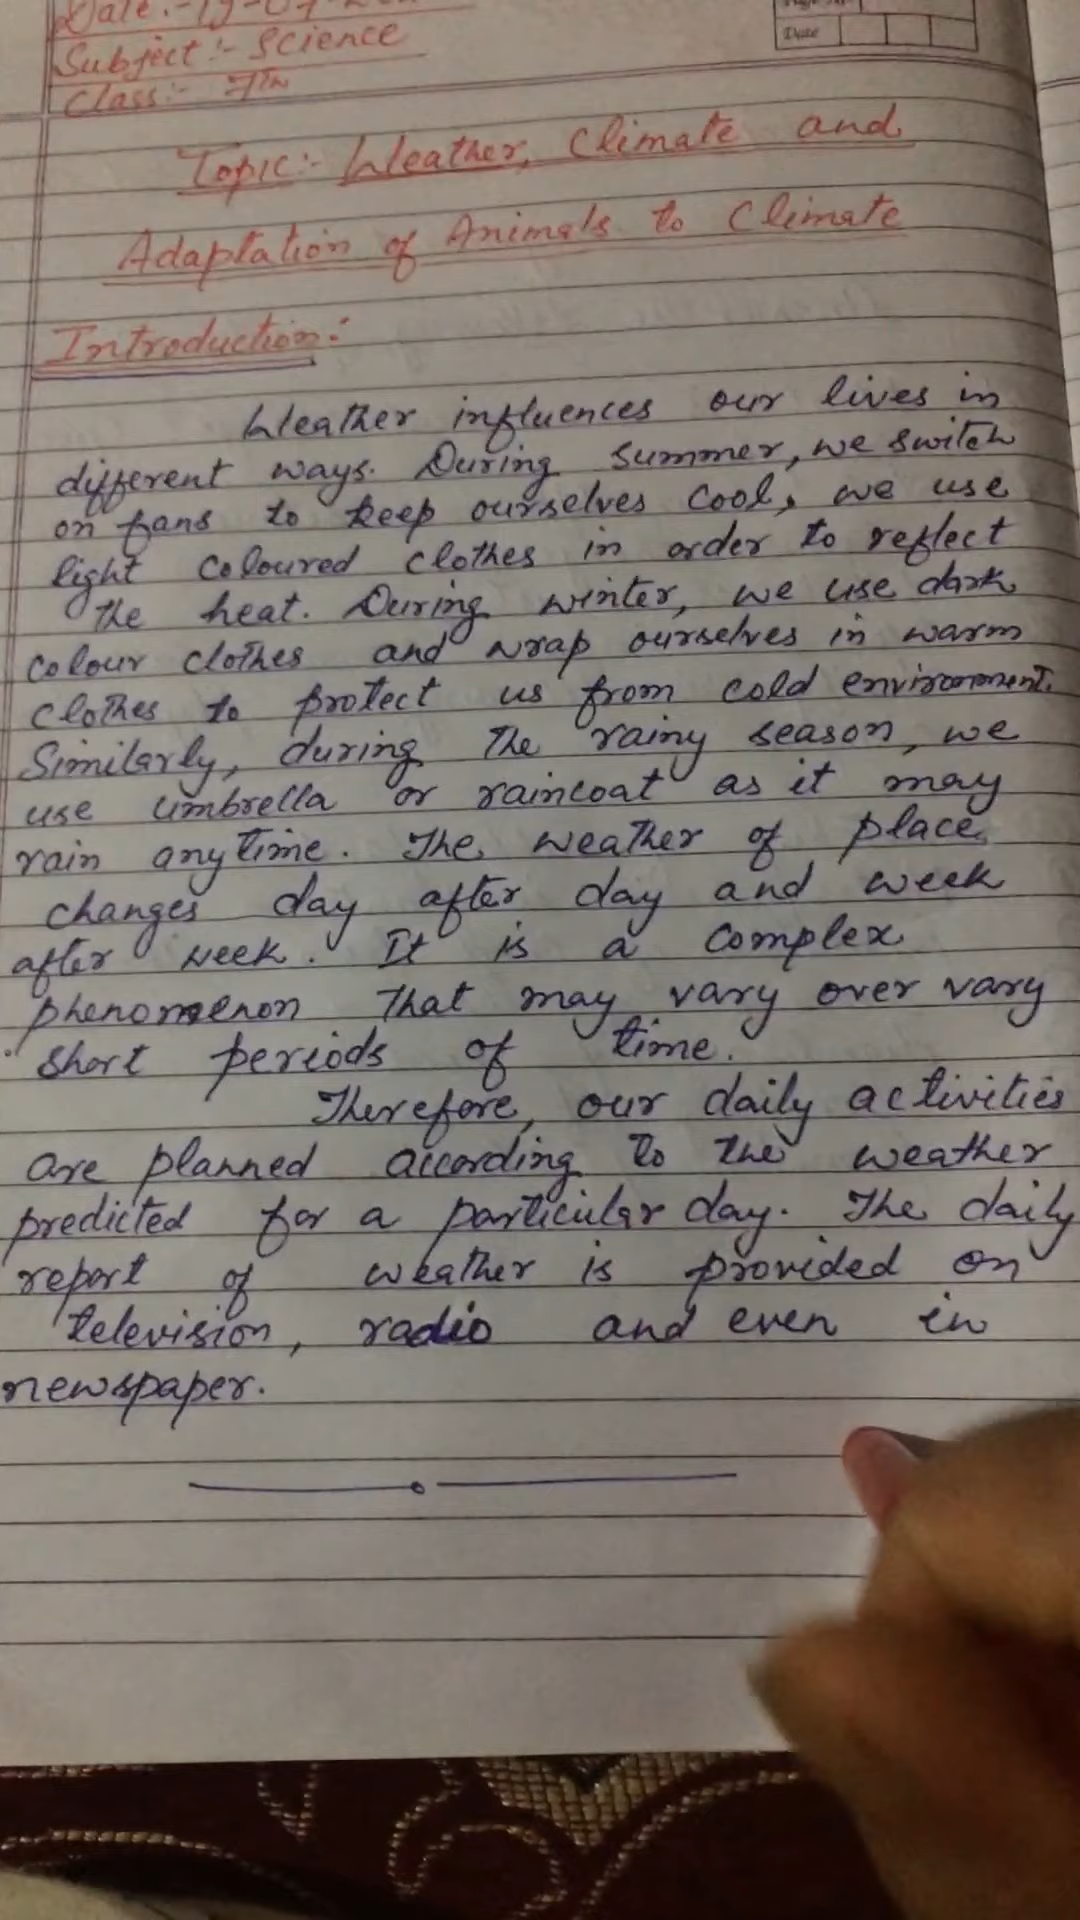 Date :- 19-07-
Subject :- Science
Class :- 7th
Date
Topic :- Weather, Climate and
Adaptation of Animals to Climate
Introduction :
Weather influences our lives in
different ways. During summer, we switch
on fans to keep ourselves cool, we use
light coloured clothes in order to reflect
the heat. During winter, we use dark
colour clothes and wrap ourselves in warm
clothes to protect us from cold environment.
Similarly, during the rainy season, we
use umbrella or raincoat as it may
rain anytime. The weather of place
changes day after day and week
after week. It is a complex
phenomenon that may vary over vary
short periods of time.
Therefore, our daily activities
are planned according to the weather
predicted for a particular day. The daily
report of weather is provided on
television, radio and even in
newspaper.